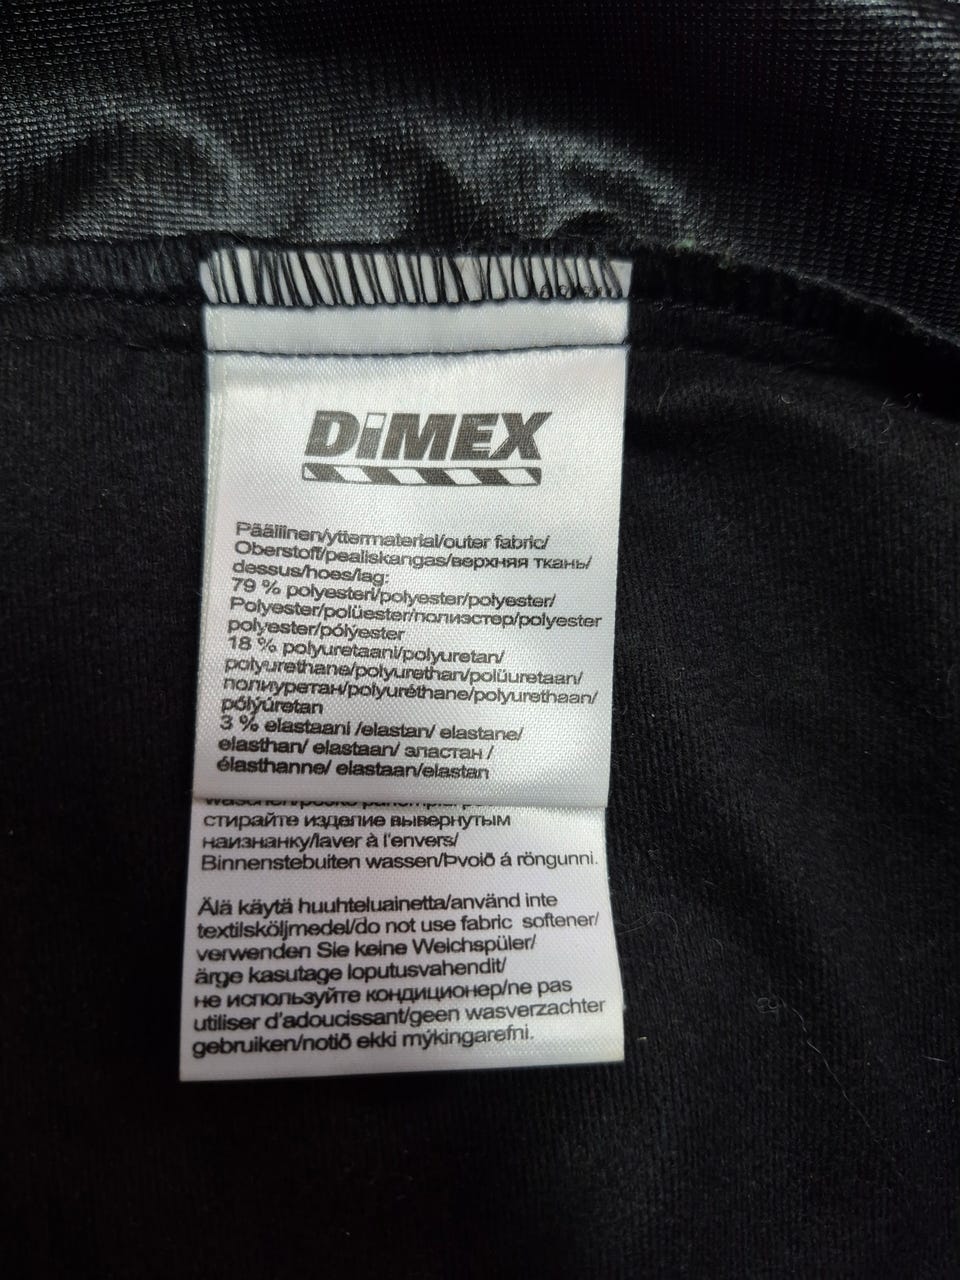 DiMEX
Päällinen/yttermaterial/outer fabric/
Oberstoff/pealiskangas/верхняя ткань/
dessus/hoes/lag:
79 % polyesteri/polyester/polyester/
Polyester/polüester/полиэстер/polyester
polyester/pólýester
18 % polyuretaani/polyuretan/
polyurethane/polyurethan/polüuretaan/
полиуретан/polyuréthane/polyurethaan/
pólýúretan
3 % elastaani /elastan/ elastane/
elasthan/ elastaan/ эластан /
élasthanne/ elastaan/elastan
стирайте изделие вывернутым
наизнанку/laver à l'envers/
Binnenstebuiten wassen/Þvoið á röngunni.
Älä käytä huuhteluainetta/använd inte
textilsköljmedel/do not use fabric softener/
verwenden Sie keine Weichspüler/
ärge kasutage loputusvahendit/
не используйте кондиционер/ne pas
utiliser d'adoucissant/geen wasverzachter
gebruiken/notið ekki mýkingarefni.